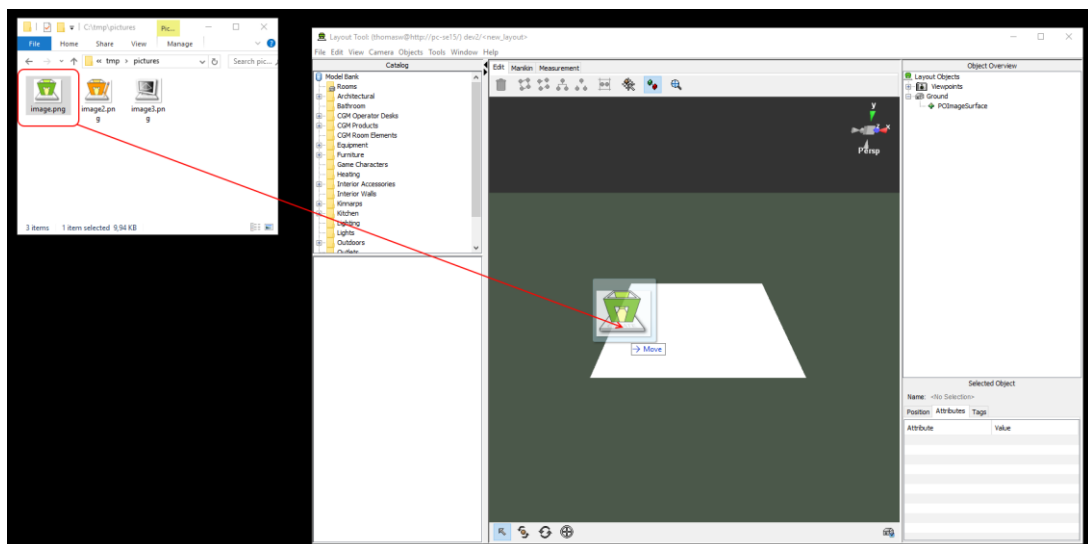 C:\tmp\pictures
Pic...
File Home Share View Manage
« tmp > pictures
Search pic...
image.png
image2.pn
g
image3.pn
g
3 items 1 item selected 9,94 KB
Layout Tool: (thomasw@http://pc-se15/) dev2/<new_layout>
File Edit View Camera Objects Tools Window Help
Catalog
Model Bank
Rooms
Architectural
Bathroom
CGM Operator Desks
CGM Products
CGM Room Elements
Equipment
Furniture
Game Characters
Heating
Interior Accessories
Interior Walls
Kinnarps
Kitchen
Lighting
Lights
Outdoors
Outlets
Edit Manikin Measurement
y
x
Persp
Move
Object Overview
Layout Objects
Viewpoints
Ground
POImageSurface
Selected Object
Name: <No Selection>
Position Attributes Tags
Attribute Value